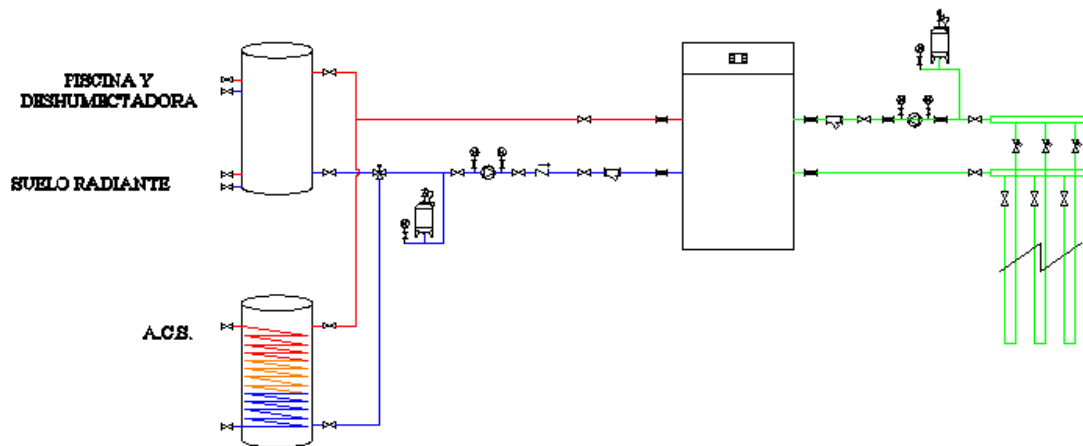 PISCINA Y
DESHUMECTADORA
SUELO RADIANTE
A.C.S.